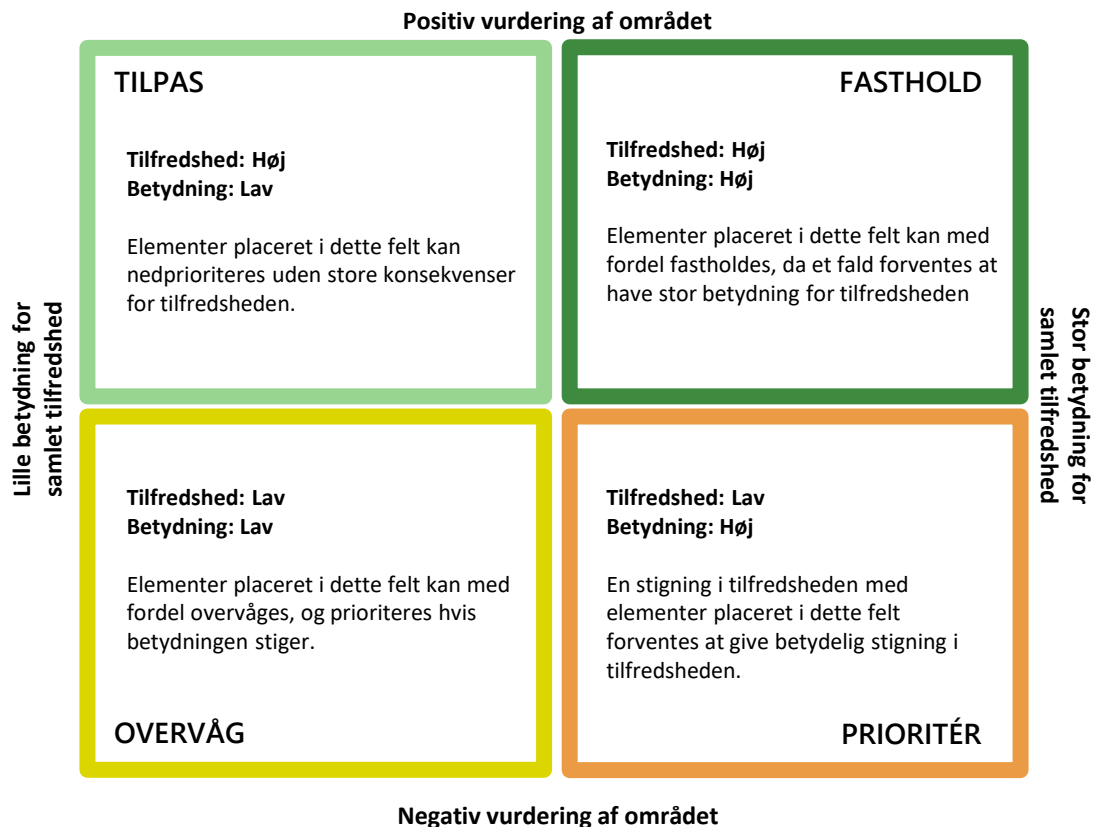 Positiv vurdering af området
TILPAS
Tilfredshed: Høj
Betydning: Lav
Elementer placeret i dette felt kan
nedprioriteres uden store konsekvenser
for tilfredsheden.
FASTHOLD
Tilfredshed: Høj
Betydning: Høj
Elementer placeret i dette felt kan med
fordel fastholdes, da et fald forventes at
have stor betydning for tilfredsheden
Lille betydning for
samlet tilfredshed
Stor betydning for
samlet tilfredshed
Tilfredshed: Lav
Betydning: Lav
Elementer placeret i dette felt kan med
fordel overvåges, og prioriteres hvis
betydningen stiger.
OVERVÅG
Tilfredshed: Lav
Betydning: Høj
En stigning i tilfredsheden med
elementer placeret i dette felt
forventes at give betydelig stigning i
tilfredsheden.
PRIORITÉR
Negativ vurdering af området